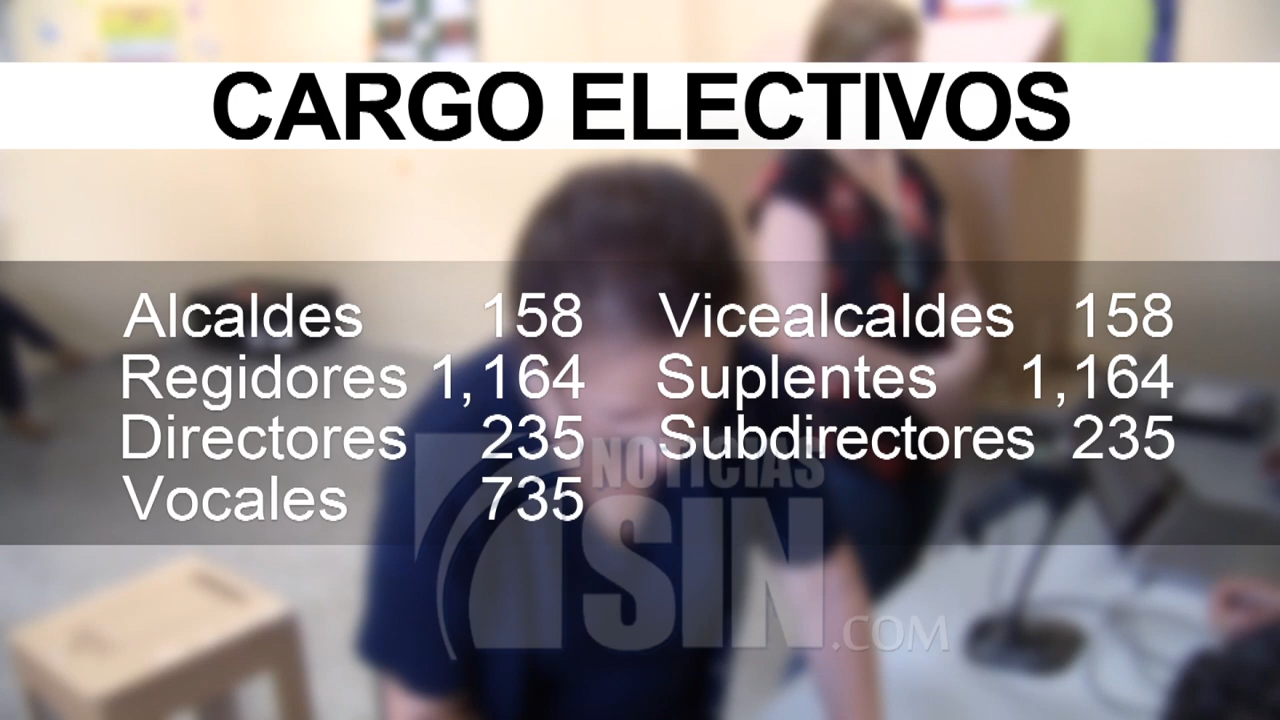 CARGO ELECTIVOS
Alcaldes 158 Vicealcaldes 158
Regidores 1,164 Suplentes 1,164
Directores 235 Subdirectores 235
Vocales 735
NOTICIAS
SIN
.COM